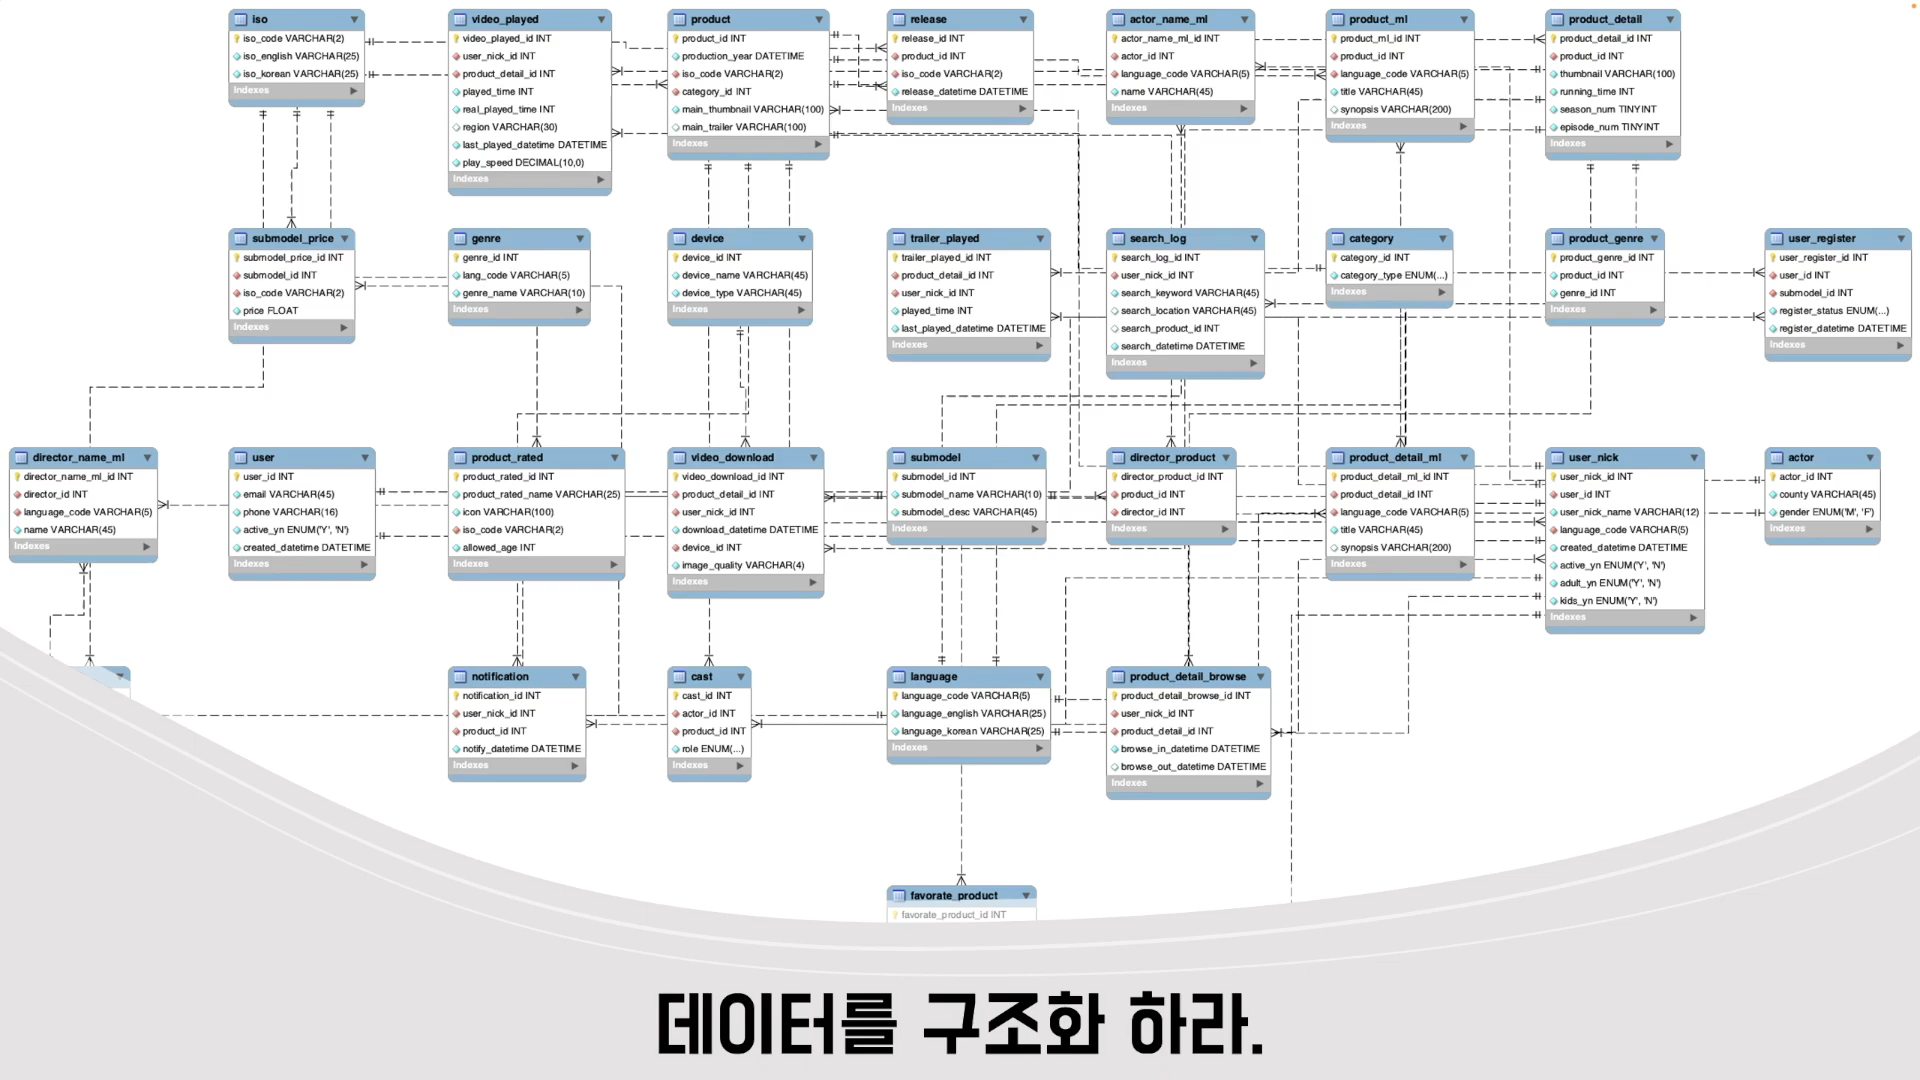 iso
iso_code VARCHAR(2)
iso_english VARCHAR(25)
iso_korean VARCHAR(25)
Indexes
video_played
video_played_id INT
user_nick_id INT
product_detail_id INT
played_time INT
real_played_time INT
region VARCHAR(30)
last_played_datetime DATETIME
play_speed DECIMAL(10,0)
Indexes
product
product_id INT
production_year DATETIME
iso_code VARCHAR(2)
category_id INT
main_thumbnail VARCHAR(100)
main_trailer VARCHAR(100)
Indexes
release
release_id INT
product_id INT
iso_code VARCHAR(2)
release_datetime DATETIME
Indexes
actor_name_ml
actor_name_ml_id INT
actor_id INT
language_code VARCHAR(5)
name VARCHAR(45)
Indexes
product_ml
product_ml_id INT
product_id INT
language_code VARCHAR(5)
title VARCHAR(45)
synopsis VARCHAR(200)
Indexes
product_detail
product_detail_id INT
product_id INT
thumbnail VARCHAR(100)
running_time INT
season_num TINYINT
episode_num TINYINT
Indexes
submodel_price
submodel_price_id INT
submodel_id INT
iso_code VARCHAR(2)
price FLOAT
Indexes
genre
genre_id INT
lang_code VARCHAR(5)
genre_name VARCHAR(10)
Indexes
device
device_id INT
device_name VARCHAR(45)
device_type VARCHAR(45)
Indexes
trailer_played
trailer_played_id INT
product_detail_id INT
user_nick_id INT
played_time INT
last_played_datetime DATETIME
Indexes
search_log
search_log_id INT
user_nick_id INT
search_keyword VARCHAR(45)
search_location VARCHAR(45)
search_product_id INT
search_datetime DATETIME
Indexes
category
category_id INT
category_type ENUM(...)
Indexes
product_genre
product_genre_id INT
product_id INT
genre_id INT
Indexes
user_register
user_register_id INT
user_id INT
submodel_id INT
register_status ENUM(...)
register_datetime DATETIME
Indexes
director_name_ml
director_name_ml_id INT
director_id INT
language_code VARCHAR(5)
name VARCHAR(45)
Indexes
user
user_id INT
email VARCHAR(45)
phone VARCHAR(16)
active_yn ENUM('Y', 'N')
created_datetime DATETIME
Indexes
product_rated
product_rated_id INT
product_rated_name VARCHAR(25)
icon VARCHAR(100)
iso_code VARCHAR(2)
allowed_age INT
Indexes
video_download
video_download_id INT
product_detail_id INT
user_nick_id INT
download_datetime DATETIME
device_id INT
image_quality VARCHAR(4)
Indexes
submodel
submodel_id INT
submodel_name VARCHAR(10)
submodel_desc VARCHAR(45)
Indexes
director_product
director_product_id INT
product_id INT
director_id INT
Indexes
product_detail_ml
product_detail_ml_id INT
product_detail_id INT
language_code VARCHAR(5)
title VARCHAR(45)
synopsis VARCHAR(200)
Indexes
user_nick
user_nick_id INT
user_id INT
user_nick_name VARCHAR(12)
language_code VARCHAR(5)
created_datetime DATETIME
active_yn ENUM('Y', 'N')
adult_yn ENUM('Y', 'N')
kids_yn ENUM('Y', 'N')
Indexes
actor
actor_id INT
county VARCHAR(45)
gender ENUM('M', 'F')
Indexes
notification
notification_id INT
user_nick_id INT
product_id INT
notify_datetime DATETIME
Indexes
cast
cast_id INT
actor_id INT
product_id INT
role ENUM(...)
Indexes
language
language_code VARCHAR(5)
language_english VARCHAR(25)
language_korean VARCHAR(25)
Indexes
product_detail_browse
product_detail_browse_id INT
user_nick_id INT
product_detail_id INT
browse_in_datetime DATETIME
browse_out_datetime DATETIME
Indexes
favorate_product
favorate_product_id INT
데이터를 구조화 하라.